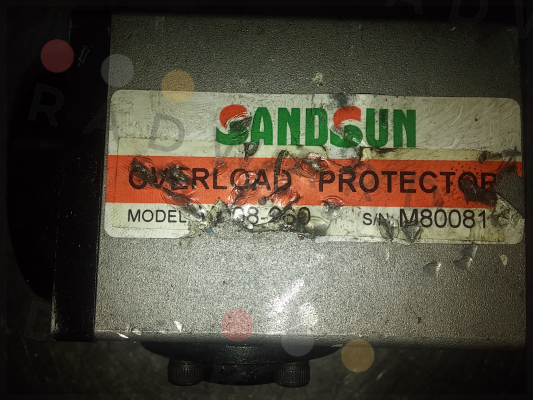 SANDSUN
OVERLOAD PROTECTOR
MODEL
S/N. M80081